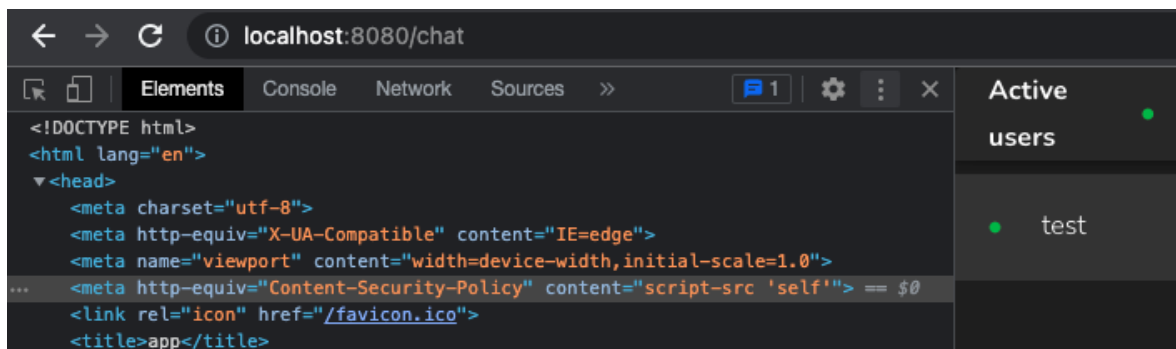 localhost:8080/chat
Elements Console Network Sources » 1
<!DOCTYPE html>
<html lang="en">
▼<head>
<meta charset="utf-8">
<meta http-equiv="X-UA-Compatible" content="IE=edge">
<meta name="viewport" content="width=device-width,initial-scale=1.0">
... <meta http-equiv="Content-Security-Policy" content="script-src 'self'"> == $0
<link rel="icon" href="/favicon.ico">
<title>app</title>
Active
users
test